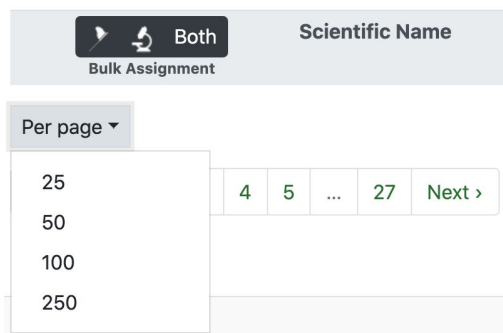 Both Scientific Name
Bulk Assignment
Per page
25
4 5 ... 27 Next ›
50
100
250